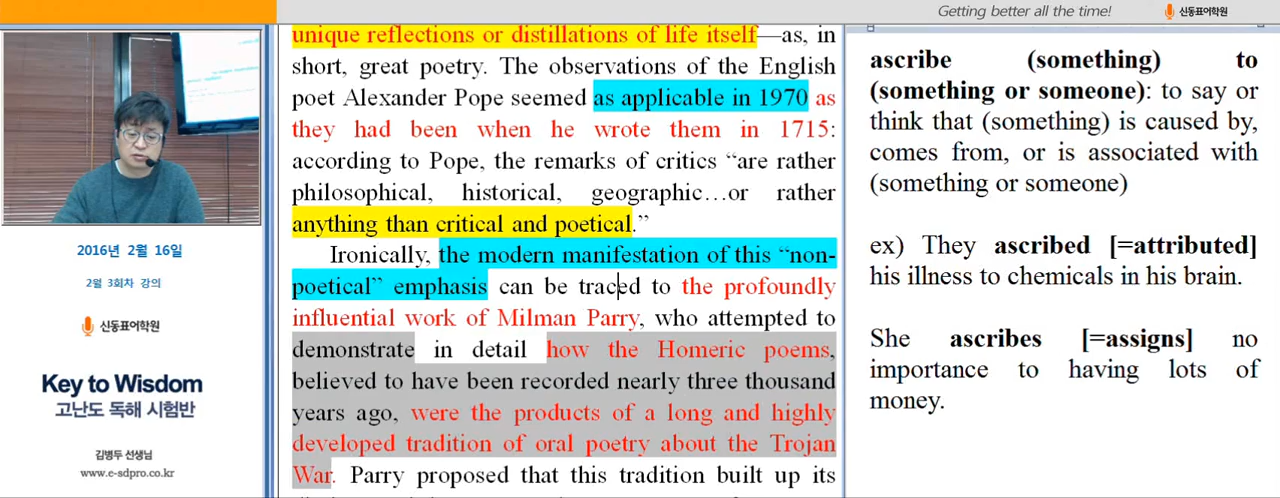 Getting better all the time!
신동표어학원
2016년 2월 16일
2월 3회차 강의
신동표어학원
Key to Wisdom
고난도 독해 시험반
김병두 선생님
www.e-sdpro.co.kr
unique reflections or distillations of life itself—as, in
short, great poetry. The observations of the English
poet Alexander Pope seemed as applicable in 1970 as
they had been when he wrote them in 1715:
according to Pope, the remarks of critics “are rather
philosophical, historical, geographic…or rather
anything than critical and poetical.”
Ironically, the modern manifestation of this “non-
poetical” emphasis can be traced to the profoundly
influential work of Milman Parry, who attempted to
demonstrate in detail how the Homeric poems,
believed to have been recorded nearly three thousand
years ago, were the products of a long and highly
developed tradition of oral poetry about the Trojan
War. Parry proposed that this tradition built up its
ascribe (something) to
(something or someone): to say or
think that (something) is caused by,
comes from, or is associated with
(something or someone)
ex) They ascribed [=attributed]
his illness to chemicals in his brain.
She ascribes [=assigns] no
importance to having lots of
money.